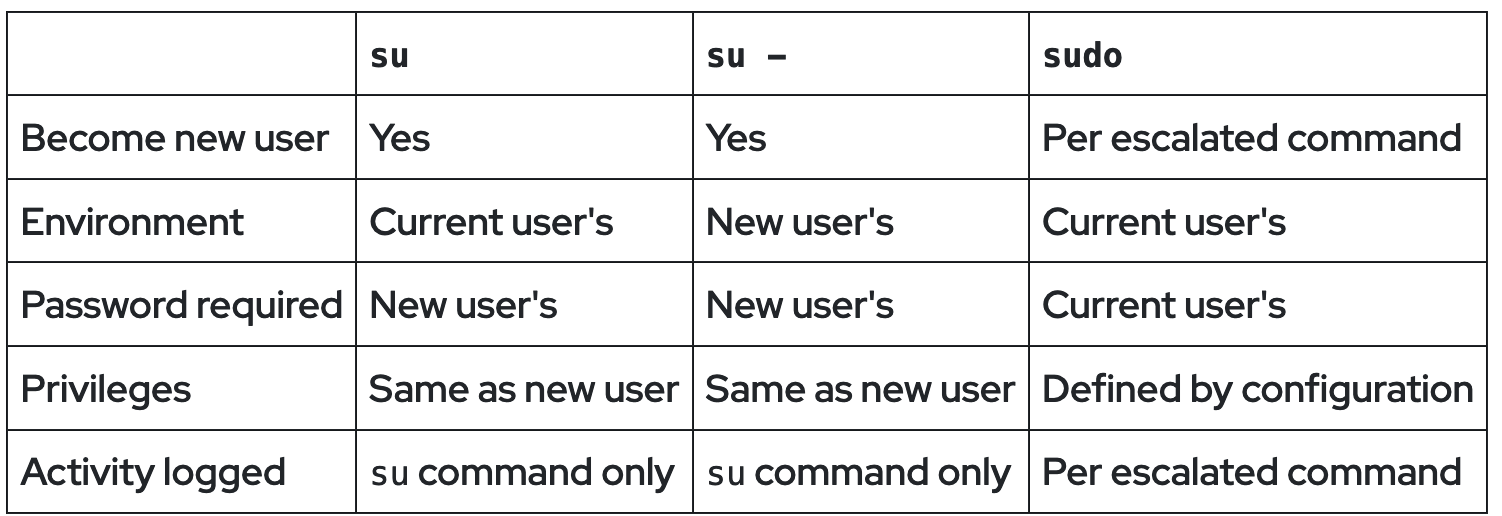 su su - sudo
Become new user Yes Yes Per escalated command
Environment Current user's New user's Current user's
Password required New user's New user's Current user's
Privileges Same as new user Same as new user Defined by configuration
Activity logged su command only su command only Per escalated command